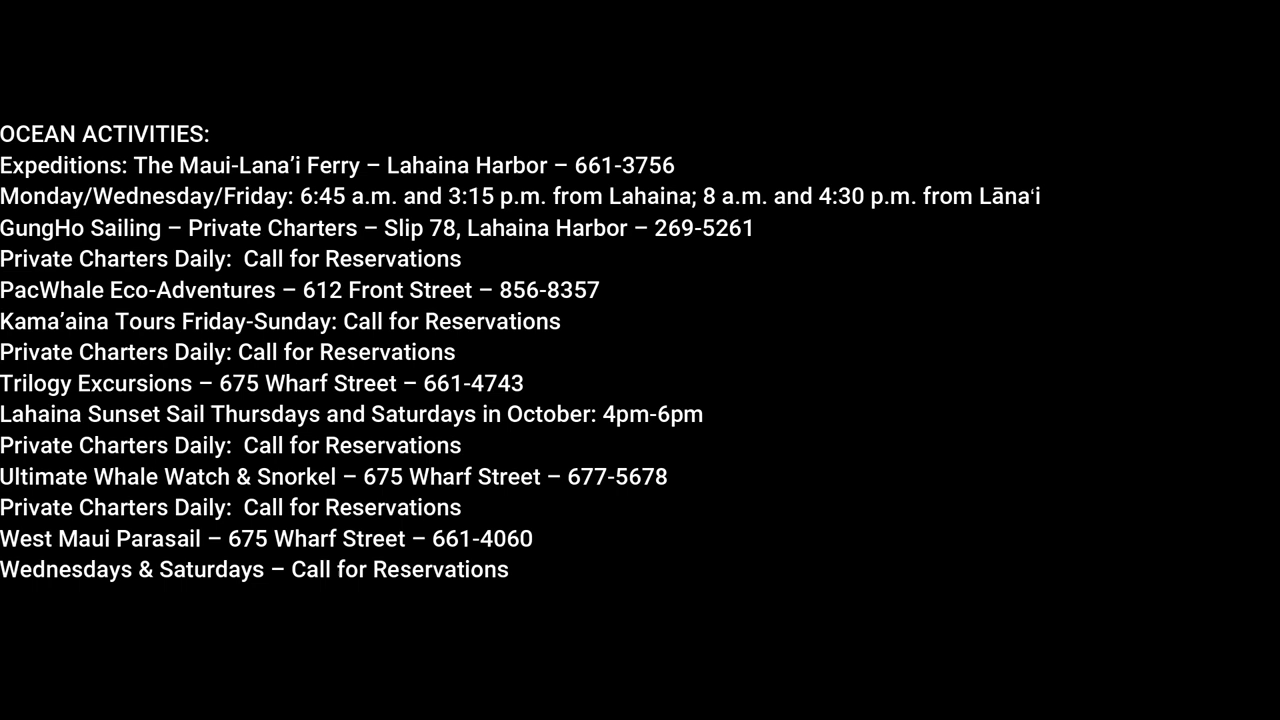 OCEAN ACTIVITIES:
Expeditions: The Maui-Lana’i Ferry – Lahaina Harbor – 661-3756
Monday/Wednesday/Friday: 6:45 a.m. and 3:15 p.m. from Lahaina; 8 a.m. and 4:30 p.m. from Lānaʻi
GungHo Sailing – Private Charters – Slip 78, Lahaina Harbor – 269-5261
Private Charters Daily:  Call for Reservations
PacWhale Eco-Adventures – 612 Front Street – 856-8357
Kama’aina Tours Friday-Sunday: Call for Reservations
Private Charters Daily: Call for Reservations
Trilogy Excursions – 675 Wharf Street – 661-4743
Lahaina Sunset Sail Thursdays and Saturdays in October: 4pm-6pm
Private Charters Daily:  Call for Reservations
Ultimate Whale Watch & Snorkel – 675 Wharf Street – 677-5678
Private Charters Daily:  Call for Reservations
West Maui Parasail – 675 Wharf Street – 661-4060
Wednesdays & Saturdays – Call for Reservations